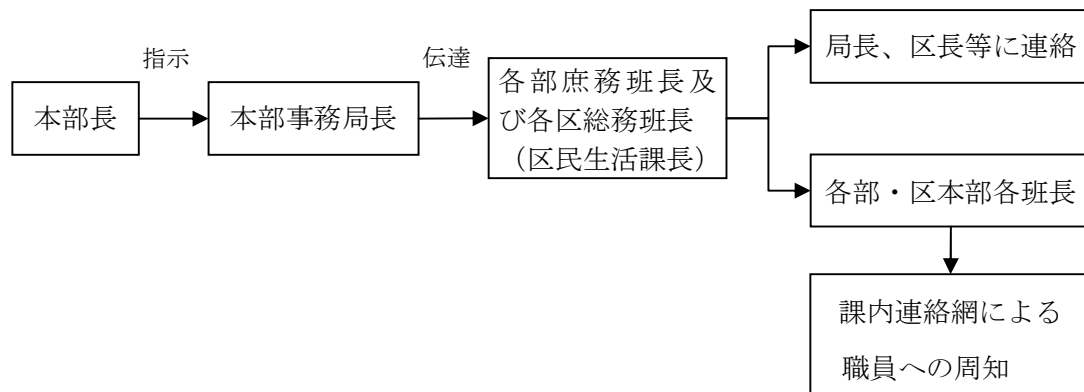 指示
本部長
本部事務局長
伝達
各部庶務班長及
び各区総務班長
（区民生活課長）
局長、区長等に連絡
各部・区本部各班長
課内連絡網による
職員への周知